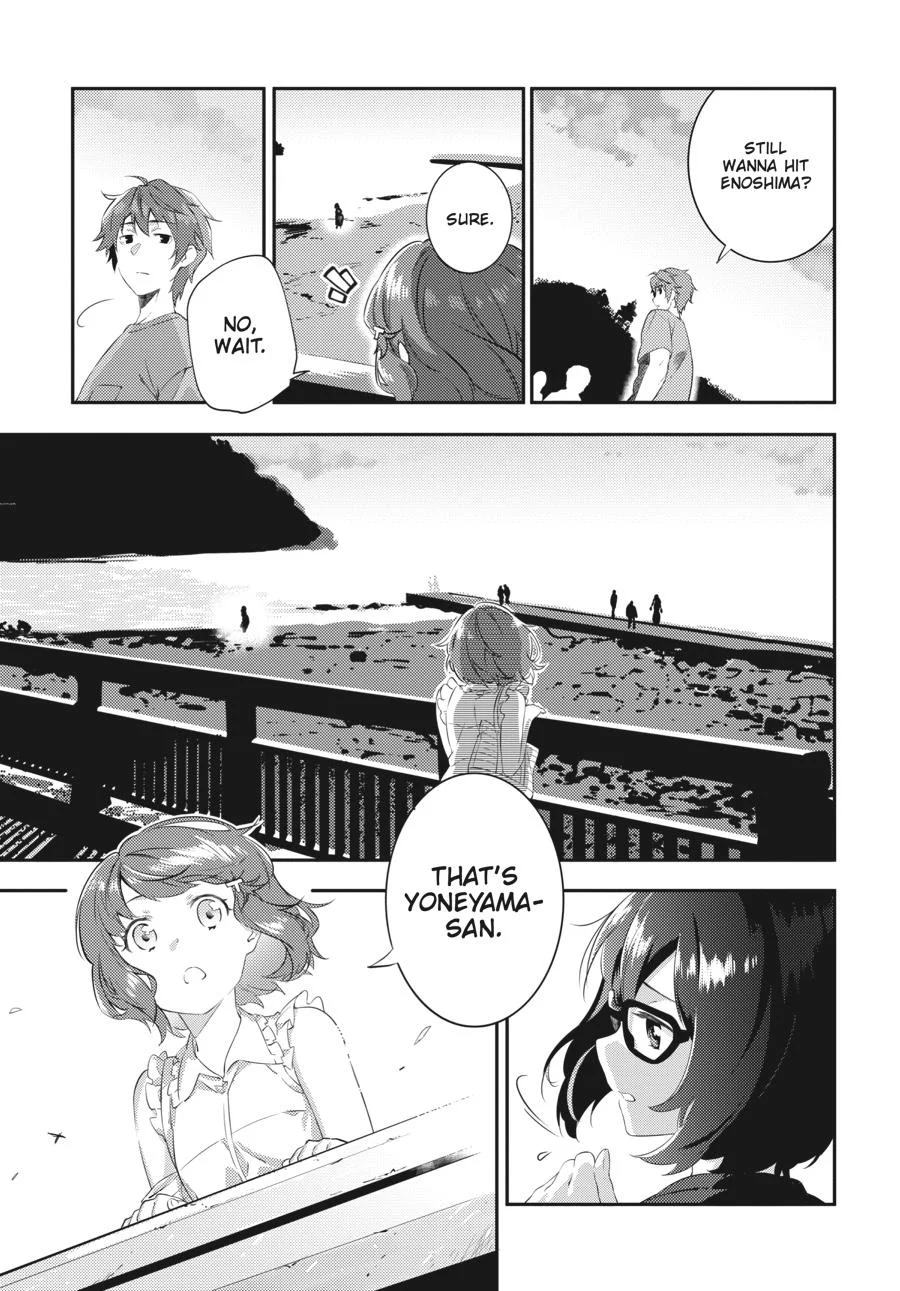 STILL
WANNA HIT
ENOSHIMA?
SURE.
NO,
WAIT.
THAT'S
YONEYAMA-
SAN.